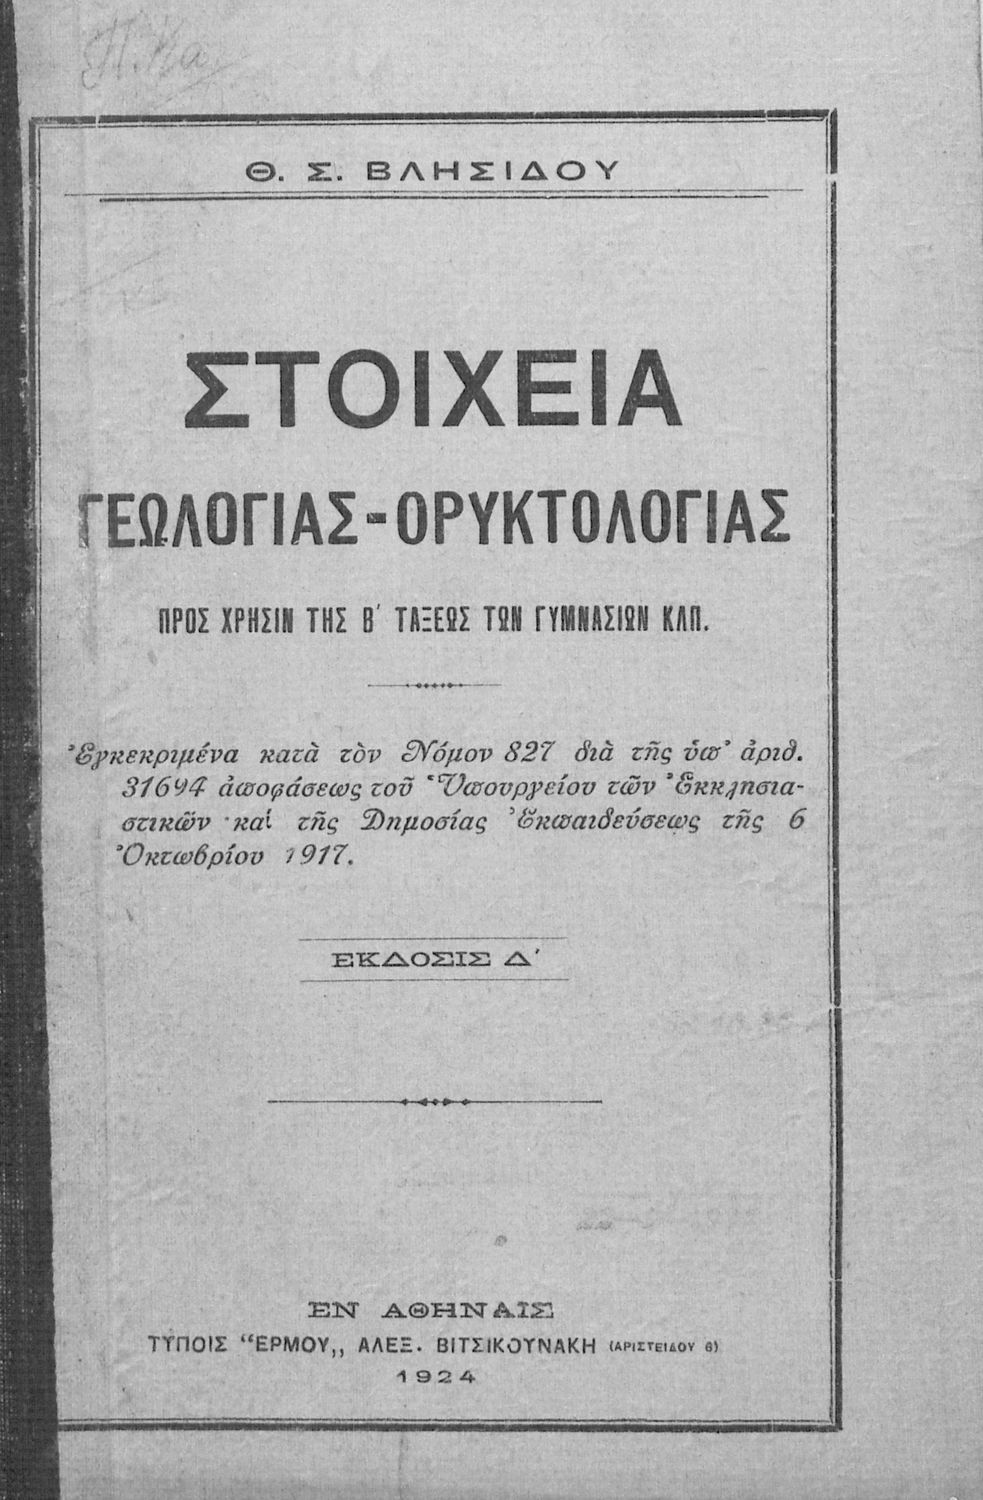 Θ. Σ. ΒΛΗΣΙΔΟΥ
ΣΤΟΙΧΕΙΑ
ΓΕΩΛΟΓΙΑΣ-ΟΡΥΚΤΟΛΟΓΙΑΣ
ΠΡΟΣ ΧΡΗΣΙΝ ΤΗΣ Β΄ ΤΑΞΕΩΣ ΤΩΝ ΓΥΜΝΑΣΙΩΝ ΚΛΠ.
Ἐγκεκριμένα κατὰ τὸν Νόμον 827 διὰ τῆς ὑπ' ἀριθ.
31694 ἀποφάσεως τοῦ Ὑπουργείου τῶν Ἐκκλησια-
στικῶν καὶ τῆς Δημοσίας Ἐκπαιδεύσεως τῆς 6
Ὀκτωβρίου 1917.
ΕΚΔΟΣΙΣ Δ΄
ΕΝ ΑΘΗΝΑΙΣ
ΤΥΠΟΙΣ “ΕΡΜΟΥ„ ΑΛΕΞ. ΒΙΤΣΙΚΟΥΝΑΚΗ (ΑΡΙΣΤΕΙΔΟΥ 6)
1924